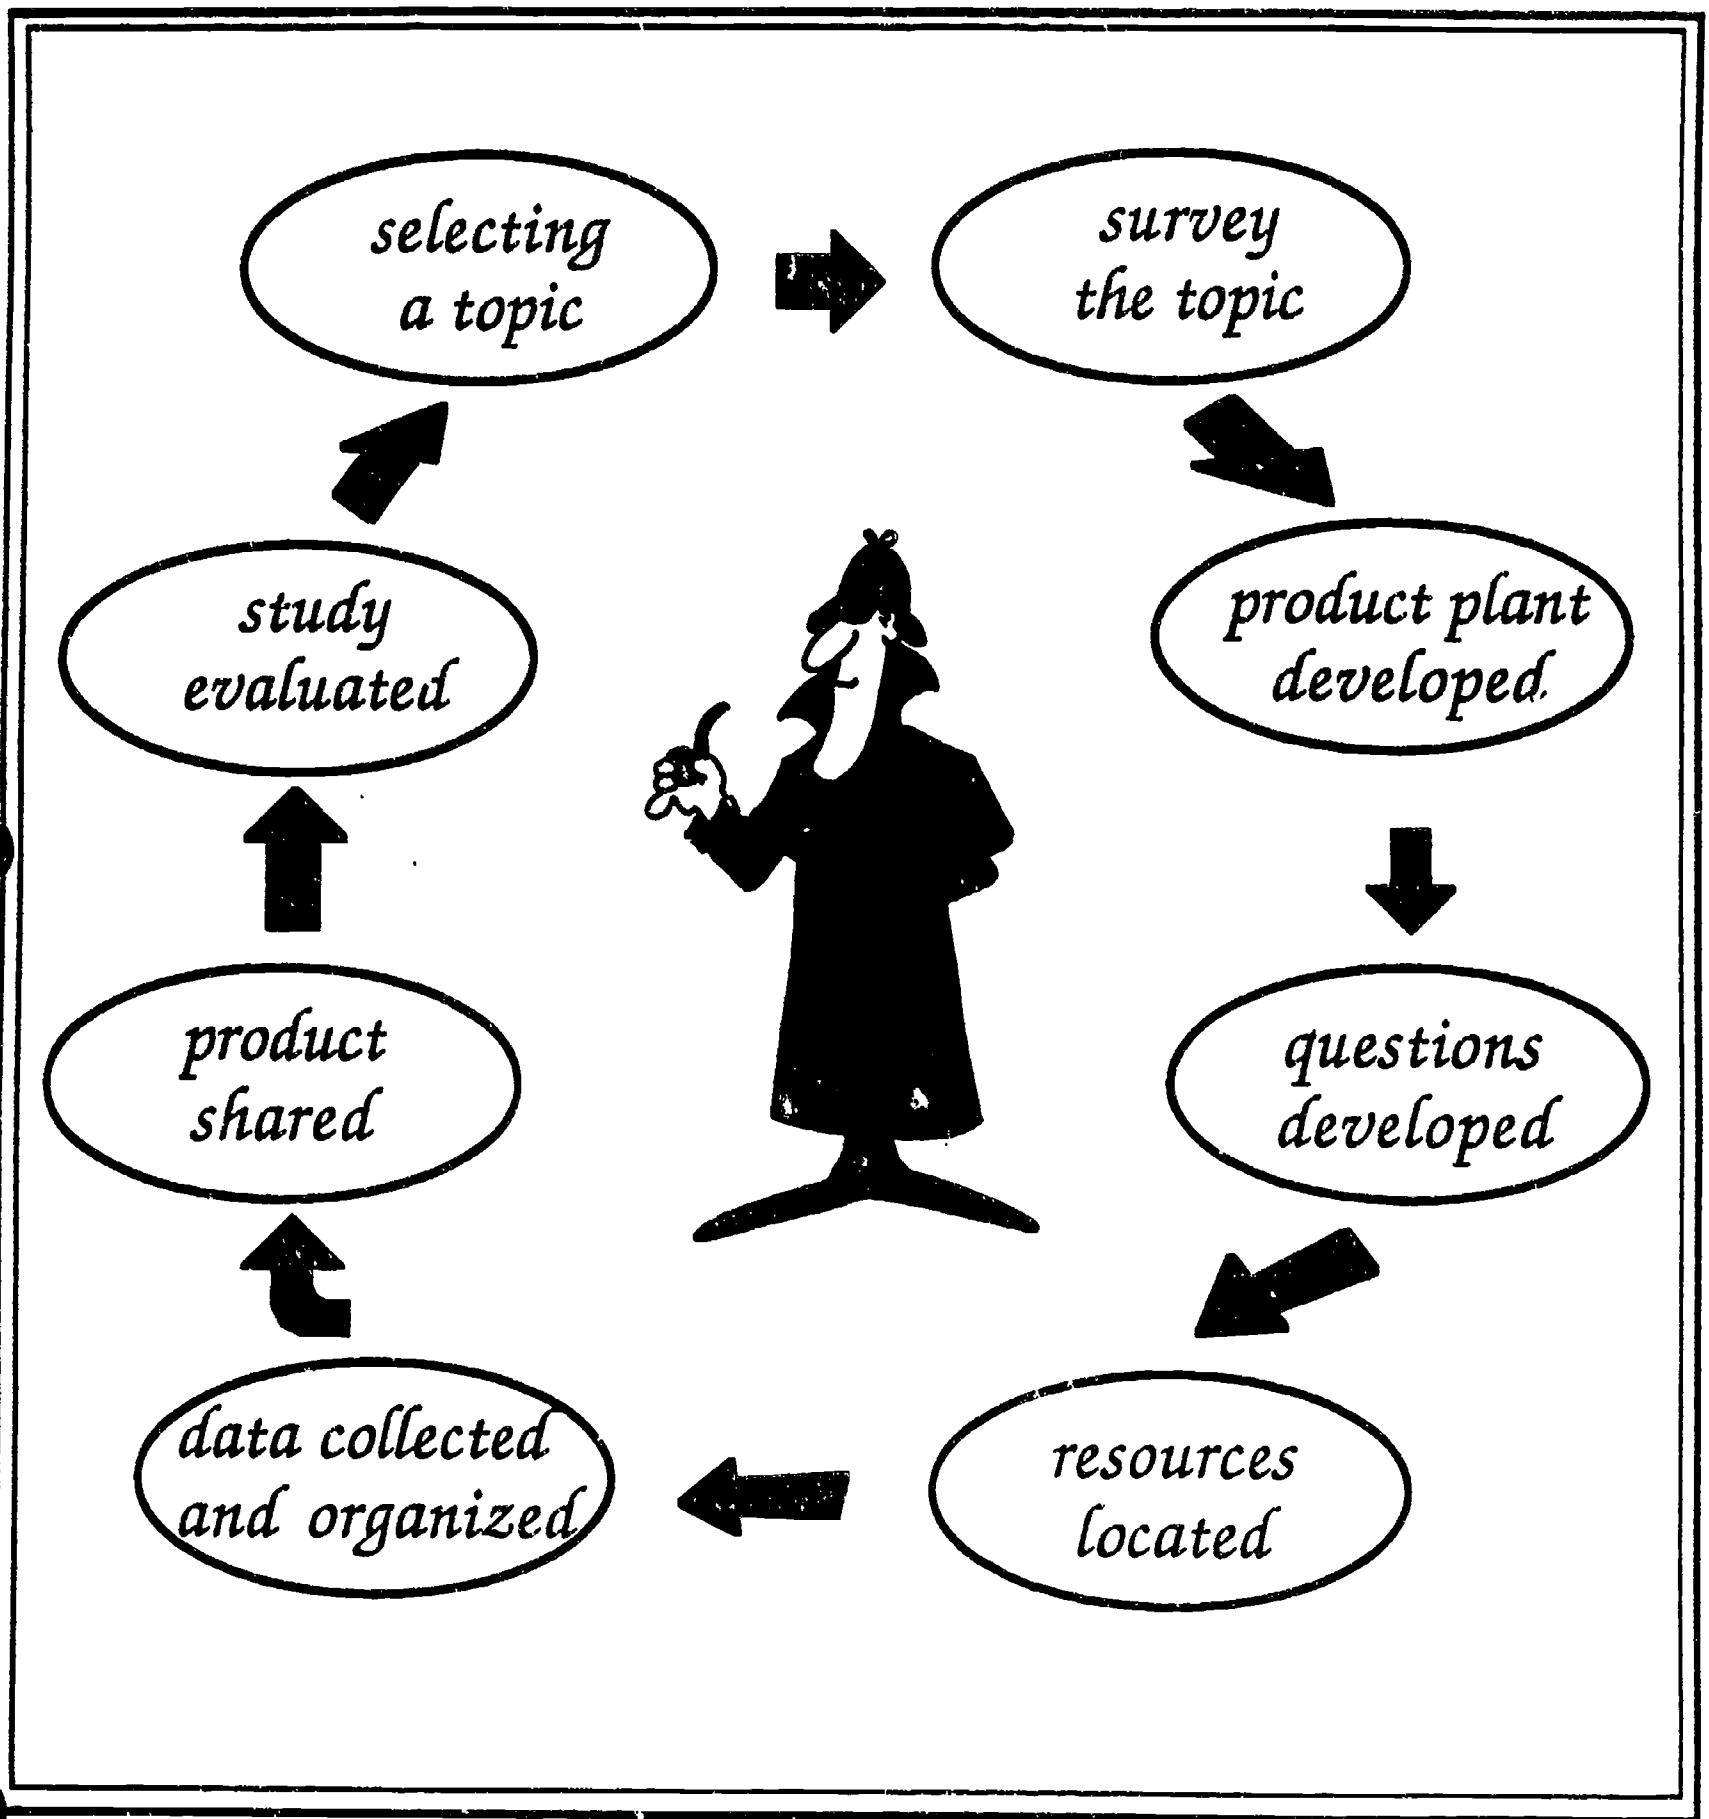 selecting
a topic
survey
the topic
product plant
developed.
questions
developed
resources
located
data collected
and organized
product
shared
study
evaluated